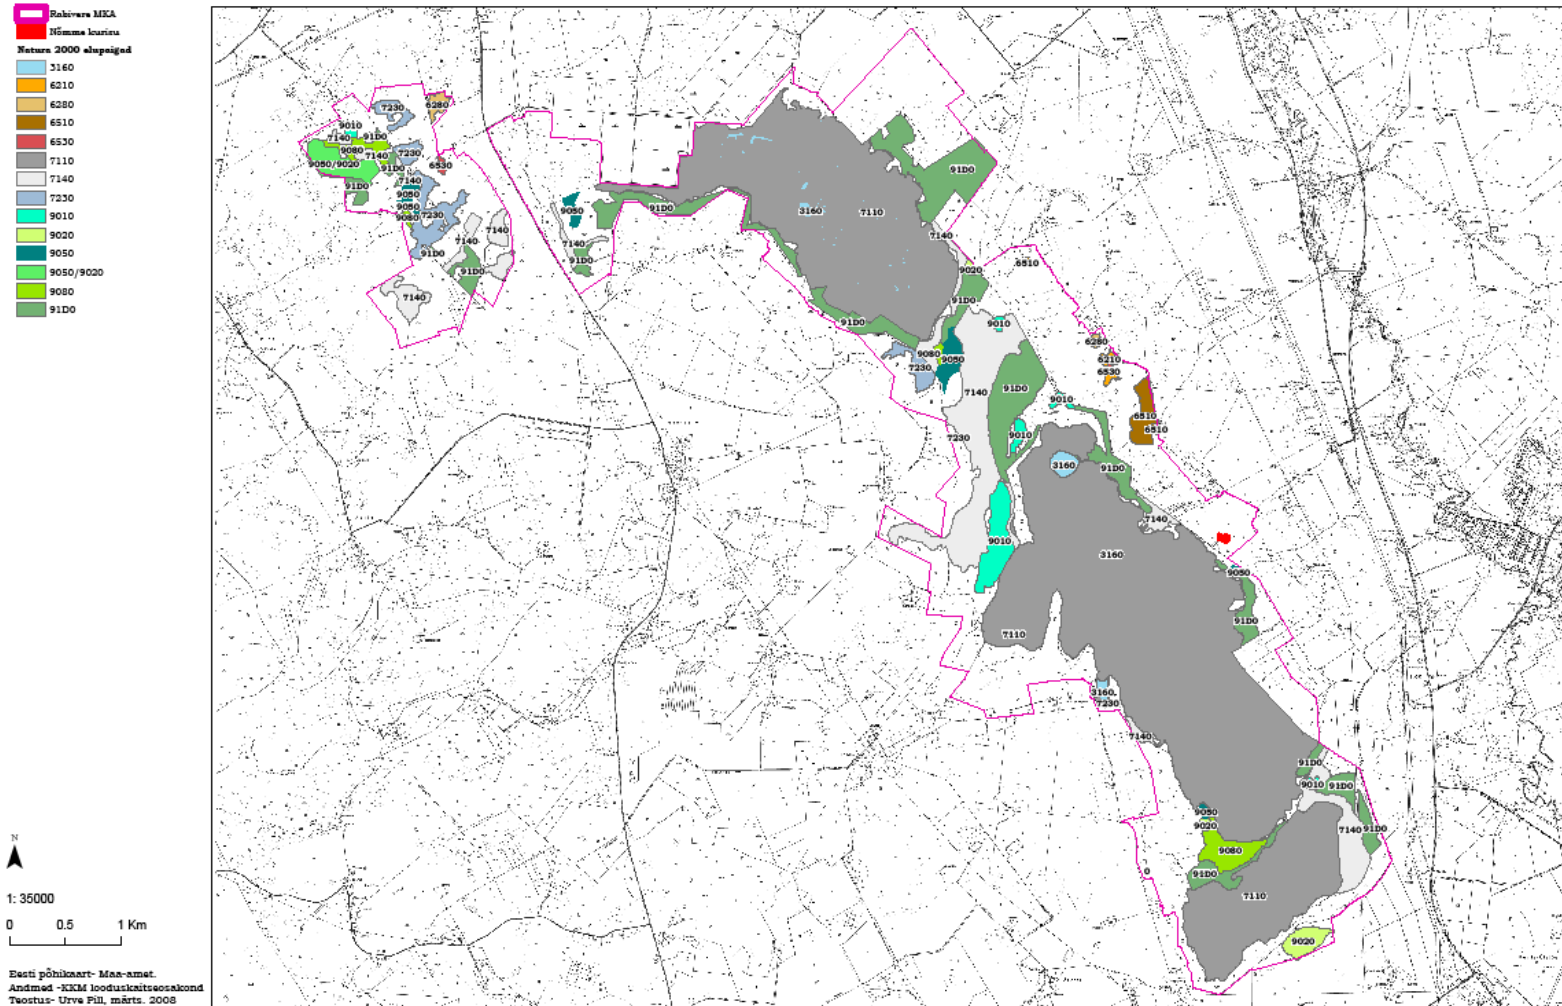 Rakivere MKA
Nõmme kurisu
Natura 2000 elupaigad
3160
6210
6280
6510
6530
7110
7140
7230
9010
9020
9050
9050/9020
9080
91D0
7230
6280
9010
7140
91D0
9080
7140
7230
6530
9050/9020
91D0
91D0
7140
9050
9050
9080
7230
91D0
7140
7140
91D0
7140
9050
7140
91D0
91D0
3160
7110
91D0
7140
9020
6510
91D0
91D0
9010
9080
9050
7230
6280
6210
6530
91D0
7140
9010
6510
6510
7230
9010
3160
91D0
7140
9010
3160
9050
91D0
7110
3160
7230
7140
91D0
9010
91D0
9050
9020
7140
91D0
9080
91D0
7110
9020
N
1: 35000
0 0.5 1 Km
Eesti põhikaart- Maa-amet.
Andmed -KKM looduskaitseosakond
Teostus- Urve Pill, märts. 2008